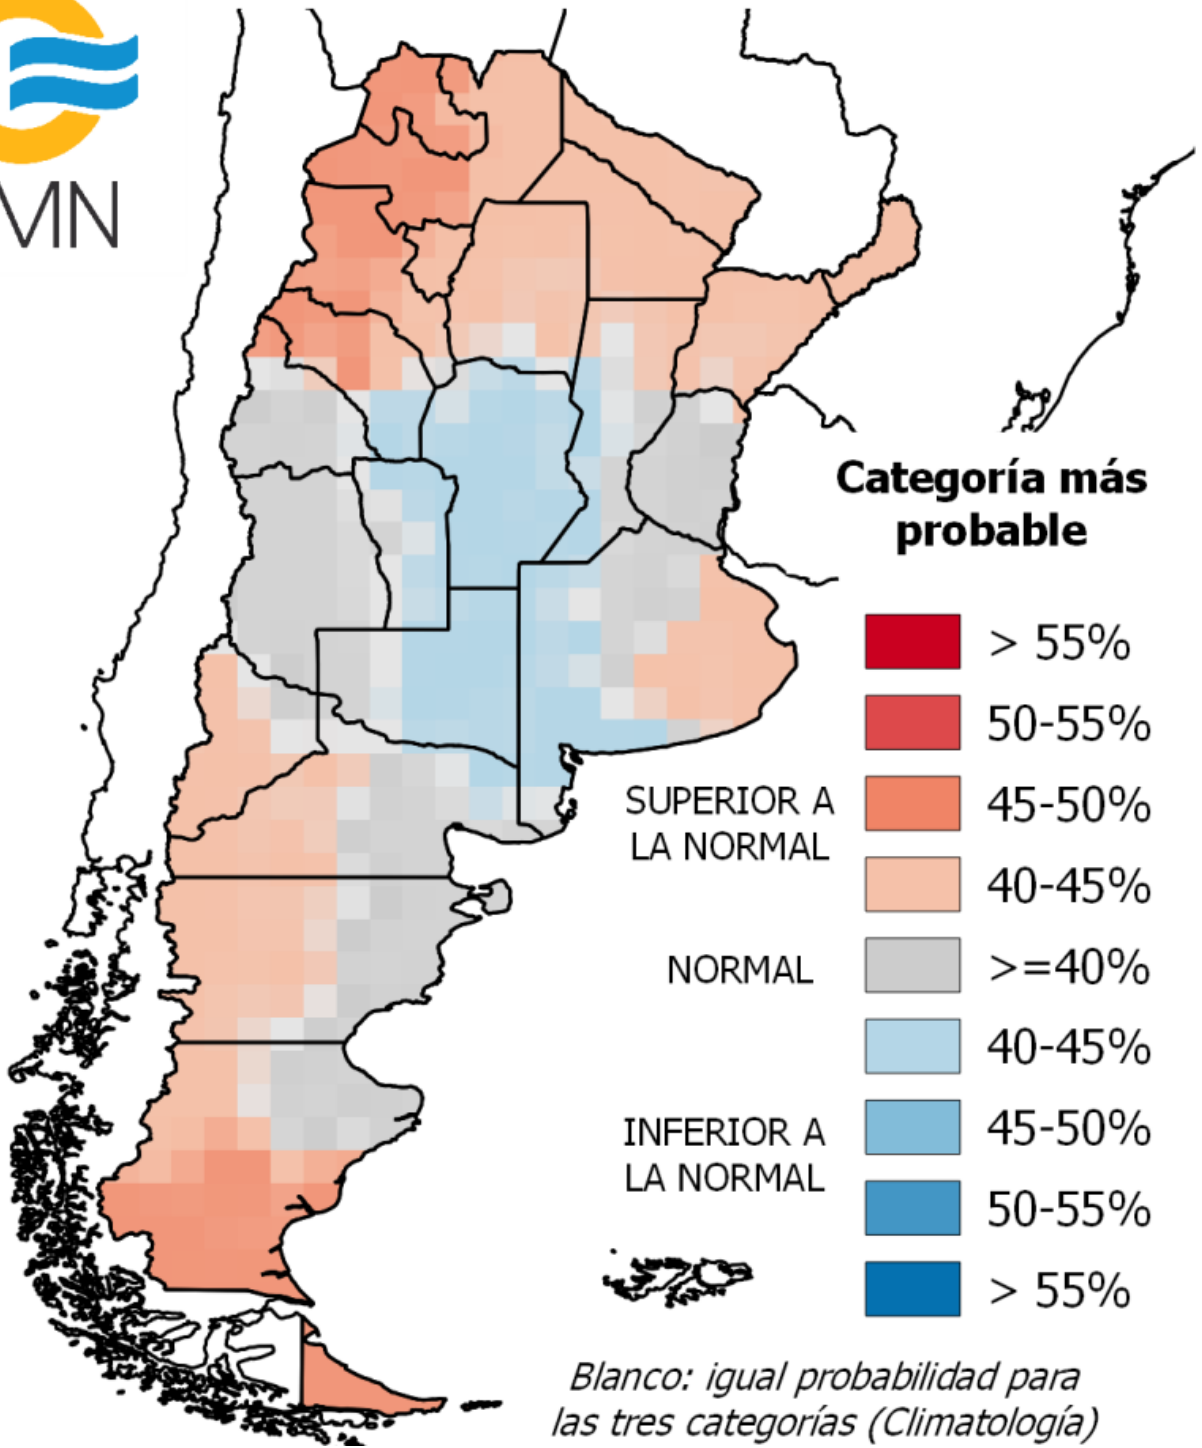 MN
Categoría más
probable
> 55%
50-55%
SUPERIOR A
LA NORMAL
45-50%
40-45%
NORMAL
>=40%
40-45%
INFERIOR A
LA NORMAL
45-50%
50-55%
> 55%
Blanco: igual probabilidad para
las tres categorías (Climatología)